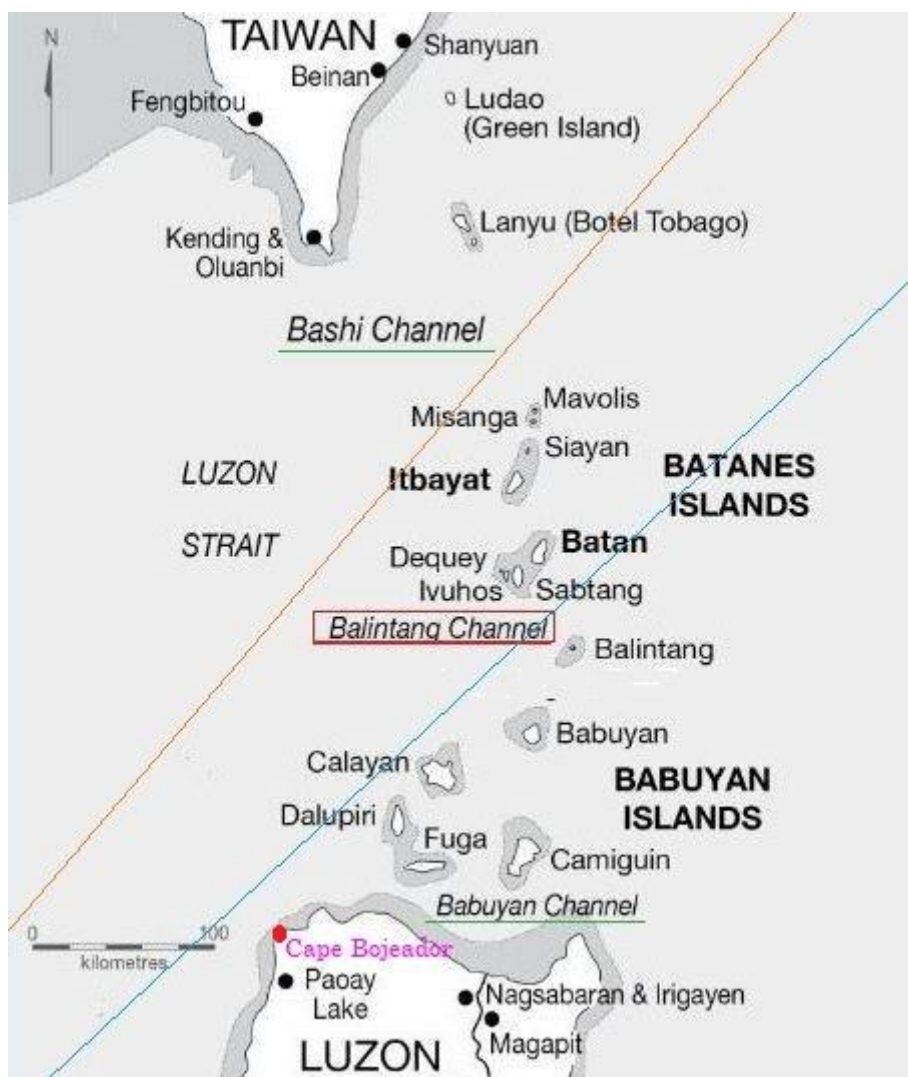 N
TAIWAN
Shanyuan
Beinan
Fengbitou
Ludao
(Green Island)
Lanyu (Botel Tobago)
Kending &
Oluanbi
Bashi Channel
Mavolis
Misanga
Siayan
LUZON
STRAIT
Itbayat
BATANES
ISLANDS
Batan
Dequey
Ivuhos
Sabtang
Balintang Channel
Balintang
Babuyan
Calayan
BABUYAN
ISLANDS
Dalupiri
Fuga
Camiguin
Babuyan Channel
0 100
kilometres
Cape Bojeador
Paoay
Lake
Nagsabaran & Irigayen
Magapit
LUZON